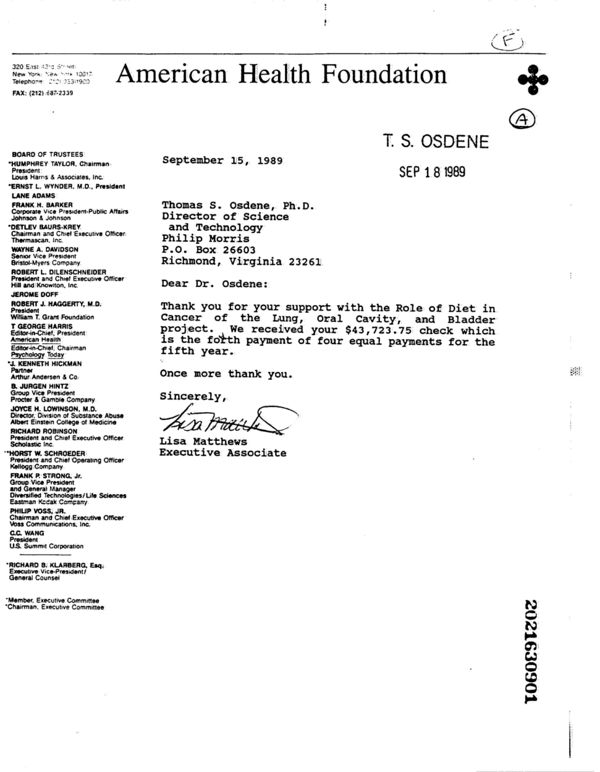 F
320 East 43rd Street
New York, New York 10017
Telephone:
FAX: (212) 687-2339
American Health Foundation
A
T. S. OSDENE
SEP 18 1989
BOARD OF TRUSTEES
*HUMPHREY TAYLOR, Chairman
President
Louis Harris & Associates, Inc.
*ERNST L. WYNDER, M.D., President
LANE ADAMS
FRANK H. BARKER
Corporate Vice President-Public Affairs
Johnson & Johnson
*DETLEV BAURS-KREY
Chairman and Chief Executive Officer
Thermascan, Inc.
WAYNE A. DAVIDSON
Senior Vice President
Bristol-Myers Company
ROBERT L. DILENSCHNEIDER
President and Chief Executive Officer
Hill and Knowlton, Inc.
JEROME DOFF
ROBERT J. HAGGERTY, M.D.
President
William T. Grant Foundation
T GEORGE HARRIS
Editor-in-Chief, President
American Health
Editor-in-Chief, Chairman
Psychology Today
*J. KENNETH HICKMAN
Partner
Arthur Andersen & Co.
B. JURGEN HINTZ
Group Vice President
Procter & Gamble Company
JOYCE H. LOWINSON, M.D.
Director, Division of Substance Abuse
Albert Einstein College of Medicine
RICHARD ROBINSON
President and Chief Executive Officer
Scholastic Inc.
**HORST W. SCHROEDER
President and Chief Operating Officer
Kellogg Company
FRANK P. STRONG, Jr.
Group Vice President
and General Manager
Diversified Technologies/Life Sciences
Eastman Kodak Company
PHILIP VOSS, JR.
Chairman and Chief Executive Officer
Voss Communications, Inc.
C.C. WANG
President
U.S. Summit Corporation
*RICHARD B. KLARBERG, Esq.
Executive Vice-President/
General Counsel
*Member, Executive Committee
*Chairman, Executive Committee
September 15, 1989
Thomas S. Osdene, Ph.D.
Director of Science
and Technology
Philip Morris
P.O. Box 26603
Richmond, Virginia 23261
Dear Dr. Osdene:
Thank you for your support with the Role of Diet in
Cancer of the Lung, Oral Cavity, and Bladder
project. We received your $43,723.75 check which
is the forth payment of four equal payments for the
fifth year.
Once more thank you.
Sincerely,
Lisa Matthews
Lisa Matthews
Executive Associate
2021630901